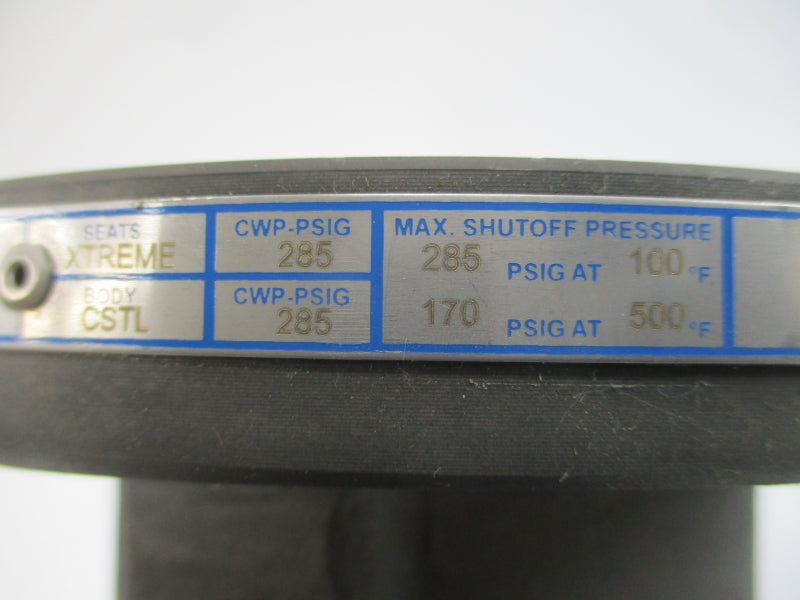 SEATS
XTREME
CWP-PSIG
285
BODY
CSTL
CWP-PSIG
285
MAX. SHUTOFF PRESSURE
285 PSIG AT 100 °F
170 PSIG AT 500 °F